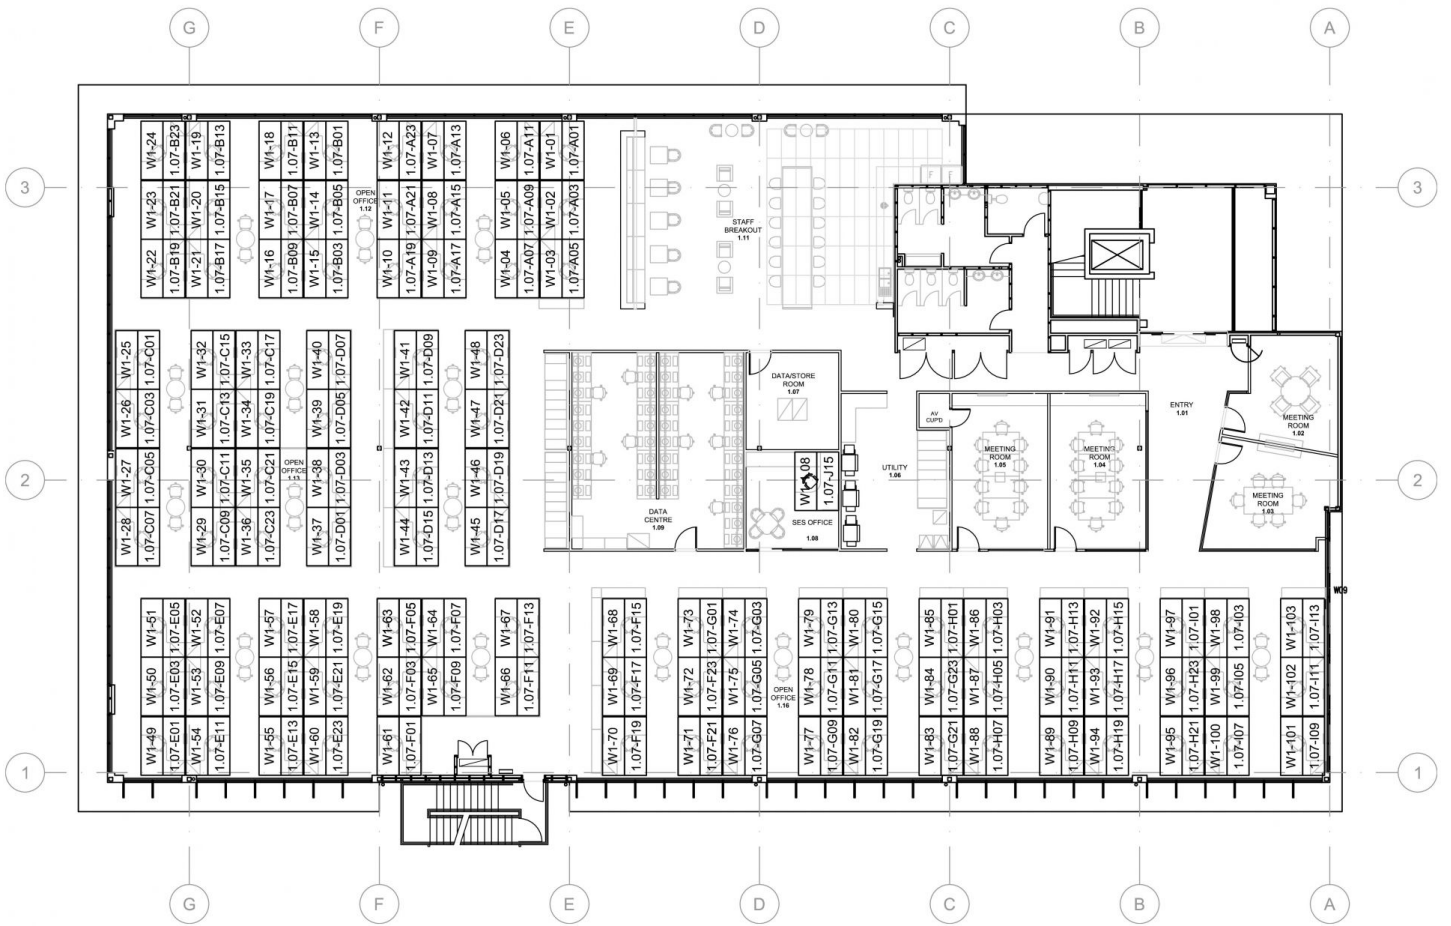 G F E D C B A
3 3
W1-24 1.07-B23 W1-19 1.07-B13 W1-18 1.07-B11 W1-13 1.07-B01 W1-12 1.07-A23 W1-07 1.07-A13 W1-06 1.07-A11 W1-01 1.07-A01
W1-23 1.07-B21 W1-20 1.07-B15 W1-17 1.07-B07 W1-14 1.07-B05 W1-11 1.07-A21 W1-08 1.07-A15 W1-05 1.07-A09 W1-02 1.07-A03
W1-22 1.07-B19 W1-21 1.07-B17 W1-16 1.07-B09 W1-15 1.07-B03 W1-10 1.07-A19 W1-09 1.07-A17 W1-04 1.07-A07 W1-03 1.07-A05
OPEN
OFFICE
1.12
STAFF
BREAKOUT
1.11
F F
W1-25 1.07-C01 W1-32 1.07-C15 W1-33 1.07-C17 W1-40 1.07-D07 W1-41 1.07-D09 W1-48 1.07-D23
W1-26 1.07-C03 W1-31 1.07-C13 W1-34 1.07-C19 W1-39 1.07-D05 W1-42 1.07-D11 W1-47 1.07-D21
W1-27 1.07-C05 W1-30 1.07-C11 W1-35 1.07-C21 W1-38 1.07-D03 W1-43 1.07-D13 W1-46 1.07-D19
W1-28 1.07-C07 W1-29 1.07-C09 W1-36 1.07-C23 W1-37 1.07-D01 W1-44 1.07-D15 W1-45 1.07-D17
OPEN
OFFICE
1.13
DATA/STORE
ROOM
1.07
AV
CUPD
ENTRY
1.01
MEETING
ROOM
1.02
MEETING
ROOM
1.05
MEETING
ROOM
1.04
UTILITY
1.06
2 2
W1-08
1.07-J15
MEETING
ROOM
1.03
DATA
CENTRE
1.09
SES OFFICE
1.08
W09
W1-51 1.07-E05 W1-52 1.07-E07 W1-57 1.07-E17 W1-58 1.07-E19 W1-63 1.07-F05 W1-64 1.07-F07 W1-67 1.07-F13 W1-68 1.07-F15 W1-73 1.07-G01 W1-74 1.07-G03 W1-79 1.07-G13 W1-80 1.07-G15 W1-85 1.07-H01 W1-86 1.07-H03 W1-91 1.07-H13 W1-92 1.07-H15 W1-97 1.07-I01 W1-98 1.07-I03 W1-103 1.07-I13
W1-50 1.07-E03 W1-53 1.07-E09 W1-56 1.07-E15 W1-59 1.07-E21 W1-62 1.07-F03 W1-65 1.07-F09 W1-66 1.07-F11 W1-69 1.07-F17 W1-72 1.07-F23 W1-75 1.07-G05 W1-78 1.07-G11 W1-81 1.07-G17 W1-84 1.07-G23 W1-87 1.07-H05 W1-90 1.07-H11 W1-93 1.07-H17 W1-96 1.07-H23 W1-99 1.07-I05 W1-102 1.07-I11
OPEN
OFFICE
1.16
W1-49 1.07-E01 W1-54 1.07-E11 W1-55 1.07-E13 W1-60 1.07-E23 W1-61 1.07-F01 W1-70 1.07-F19 W1-71 1.07-F21 W1-76 1.07-G07 W1-77 1.07-G09 W1-82 1.07-G19 W1-83 1.07-G21 W1-88 1.07-H07 W1-89 1.07-H09 W1-94 1.07-H19 W1-95 1.07-H21 W1-100 1.07-I07 W1-101 1.07-I09
1 1
G F E D C B A